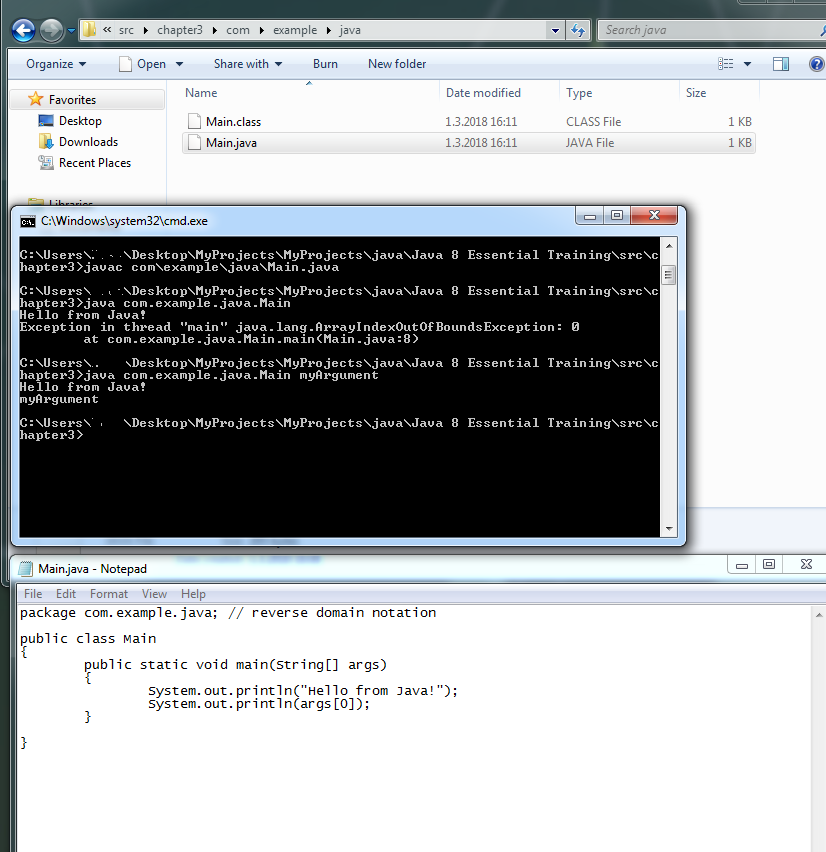 « src chapter3 com example java Search java
Organize Open Share with Burn New folder
Name Date modified Type Size
Favorites
Desktop
Downloads
Recent Places
Libraries
Main.class 1.3.2018 16:11 CLASS File 1 KB
Main.java 1.3.2018 16:11 JAVA File 1 KB
C:\Windows\system32\cmd.exe
C:\Users\ \Desktop\MyProjects\MyProjects\java\Java 8 Essential Training\src\c
hapter3>javac com\example\java\Main.java
C:\Users\ \Desktop\MyProjects\MyProjects\java\Java 8 Essential Training\src\c
hapter3>java com.example.java.Main
Hello from Java!
Exception in thread "main" java.lang.ArrayIndexOutOfBoundsException: 0
at com.example.java.Main.main(Main.java:8)
C:\Users\ \Desktop\MyProjects\MyProjects\java\Java 8 Essential Training\src\c
hapter3>java com.example.java.Main myArgument
Hello from Java!
myArgument
C:\Users\ \Desktop\MyProjects\MyProjects\java\Java 8 Essential Training\src\c
hapter3>
Main.java - Notepad
File Edit Format View Help
package com.example.java; // reverse domain notation
public class Main
{
public static void main(String[] args)
{
System.out.println("Hello from Java!");
System.out.println(args[0]);
}
}